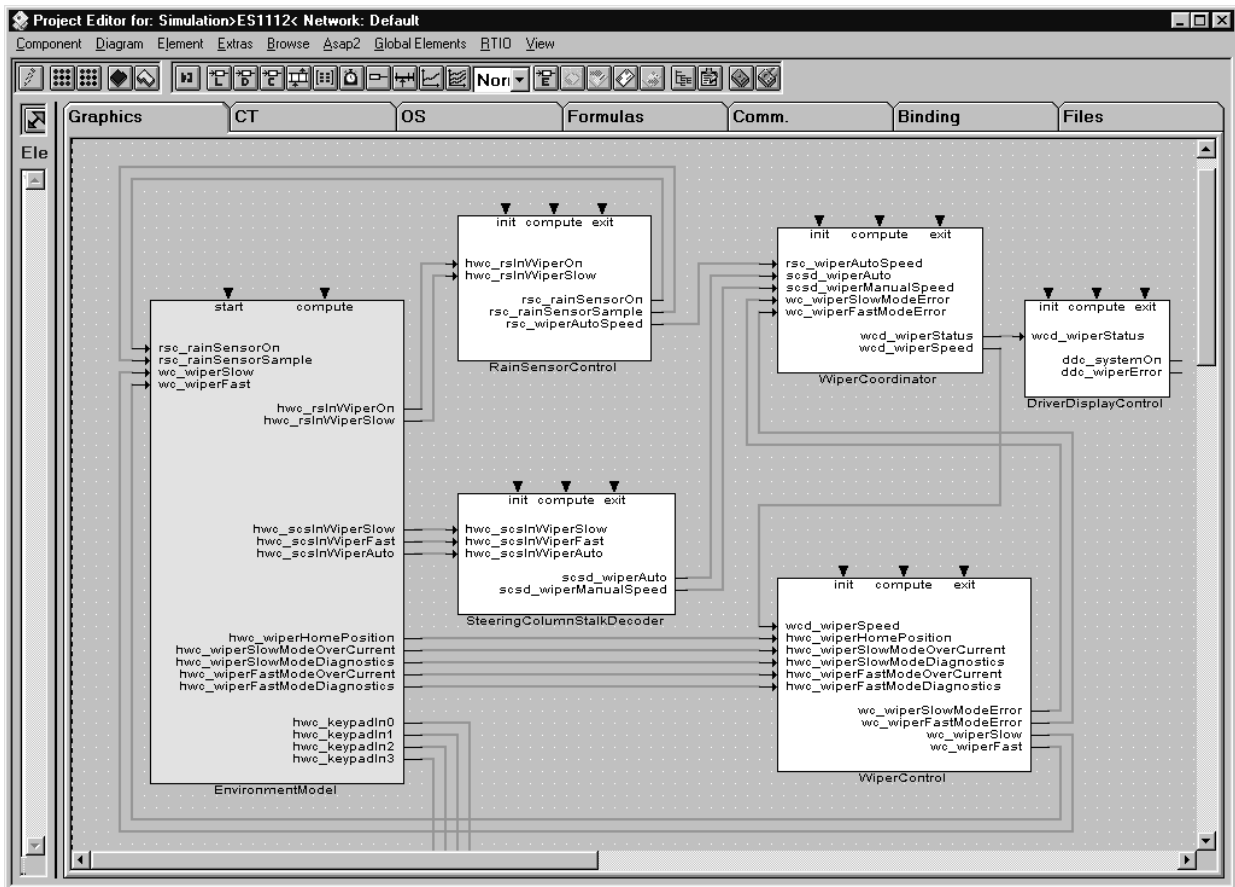 Project Editor for: Simulation>ES1112< Network: Default
Component Diagram Element Extras Browse Asap2 Global Elements RTIO View
Nori
Graphics CT OS Formulas Comm. Binding Files
Ele
init compute exit
hwc_rsInWiperOn
hwc_rsInWiperSlow
rsc_rainSensorOn
rsc_rainSensorSample
rsc_wiperAutoSpeed
RainSensorControl
init compute exit
rsc_wiperAutoSpeed
scsd_wiperAuto
scsd_wiperManualSpeed
wc_wiperSlowModeError
wc_wiperFastModeError
wcd_wiperStatus
wcd_wiperSpeed
WiperCoordinator
init compute exit
wcd_wiperStatus
ddc_systemOn
ddc_wiperError
DriverDisplayControl
start compute
rsc_rainSensorOn
rsc_rainSensorSample
wc_wiperSlow
wc_wiperFast
hwc_rsInWiperOn
hwc_rsInWiperSlow
hwc_scsInWiperSlow
hwc_scsInWiperFast
hwc_scsInWiperAuto
hwc_wiperHomePosition
hwc_wiperSlowModeOverCurrent
hwc_wiperSlowModeDiagnostics
hwc_wiperFastModeOverCurrent
hwc_wiperFastModeDiagnostics
hwc_keypadIn0
hwc_keypadIn1
hwc_keypadIn2
hwc_keypadIn3
EnvironmentModel
init compute exit
hwc_scsInWiperSlow
hwc_scsInWiperFast
hwc_scsInWiperAuto
scsd_wiperAuto
scsd_wiperManualSpeed
SteeringColumnStalkDecoder
init compute exit
wcd_wiperSpeed
hwc_wiperHomePosition
hwc_wiperSlowModeOverCurrent
hwc_wiperSlowModeDiagnostics
hwc_wiperFastModeOverCurrent
hwc_wiperFastModeDiagnostics
wc_wiperSlowModeError
wc_wiperFastModeError
wc_wiperSlow
wc_wiperFast
WiperControl